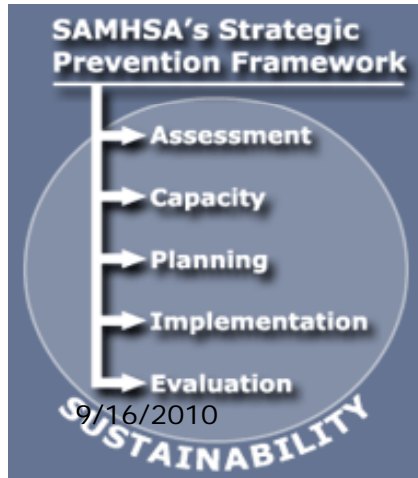 SAMHSA's Strategic
Prevention Framework
Assessment
Capacity
Planning
Implementation
Evaluation
9/16/2010
SUSTAINABILITY